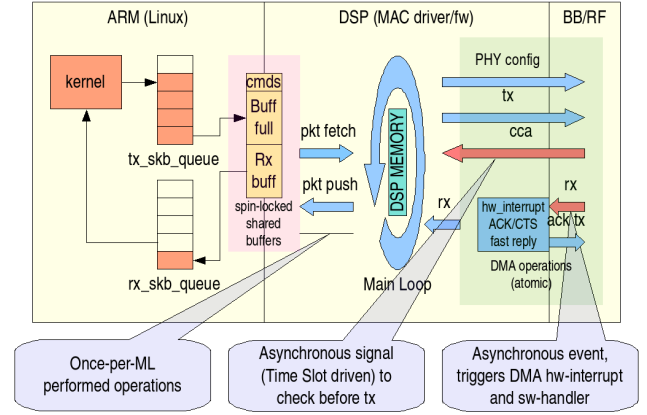 ARM (Linux)
DSP (MAC driver/fw)
BB/RF
kernel
tx_skb_queue
rx_skb_queue
cmds
Buff
full
Rx
buff
spin-locked
shared
buffers
pkt fetch
pkt push
DSP MEMORY
Main Loop
PHY config
tx
cca
rx
rx
hw_interrupt
ACK/CTS
fast reply
ack tx
DMA operations
(atomic)
Once-per-ML
performed operations
Asynchronous signal
(Time Slot driven) to
check before tx
Asynchronous event,
triggers DMA hw-interrupt
and sw-handler